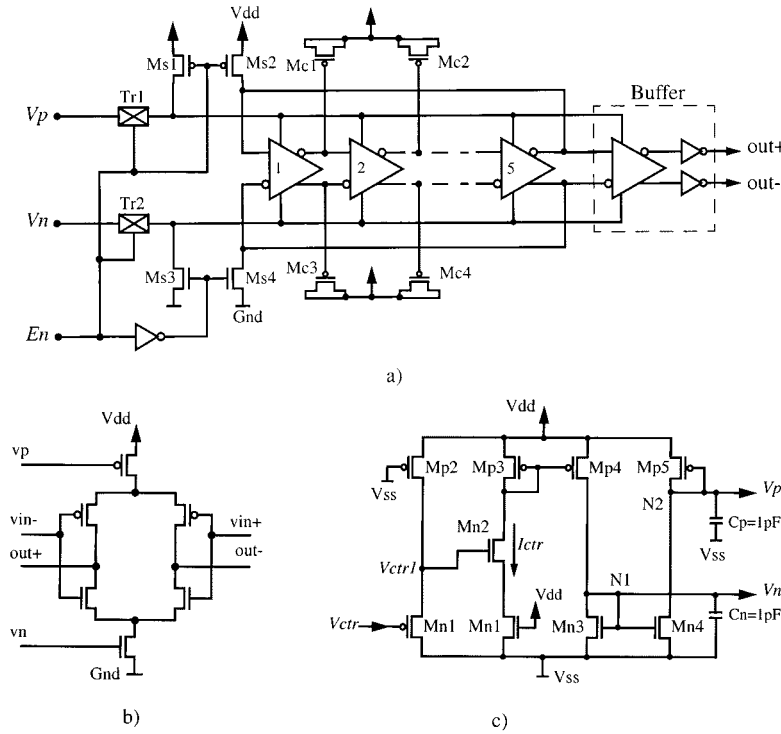 Vdd
Ms1
Ms2
Mc1
Mc2
Tr1
Vp
Buffer
1
2
5
out+
out-
Tr2
Vn
Ms3
Ms4
Mc3
Mc4
Gnd
En
a)
Vdd
vp
vin-
vin+
out+
out-
vn
Gnd
b)
Vdd
Mp2
Mp3
Mp4
Mp5
Vss
N2
Vp
Cp=1pF
Vss
Mn2
Ictr
Vctr1
Vdd
N1
Vn
Vctr
Mn1
Mn1
Mn3
Mn4
Cn=1pF
Vss
c)